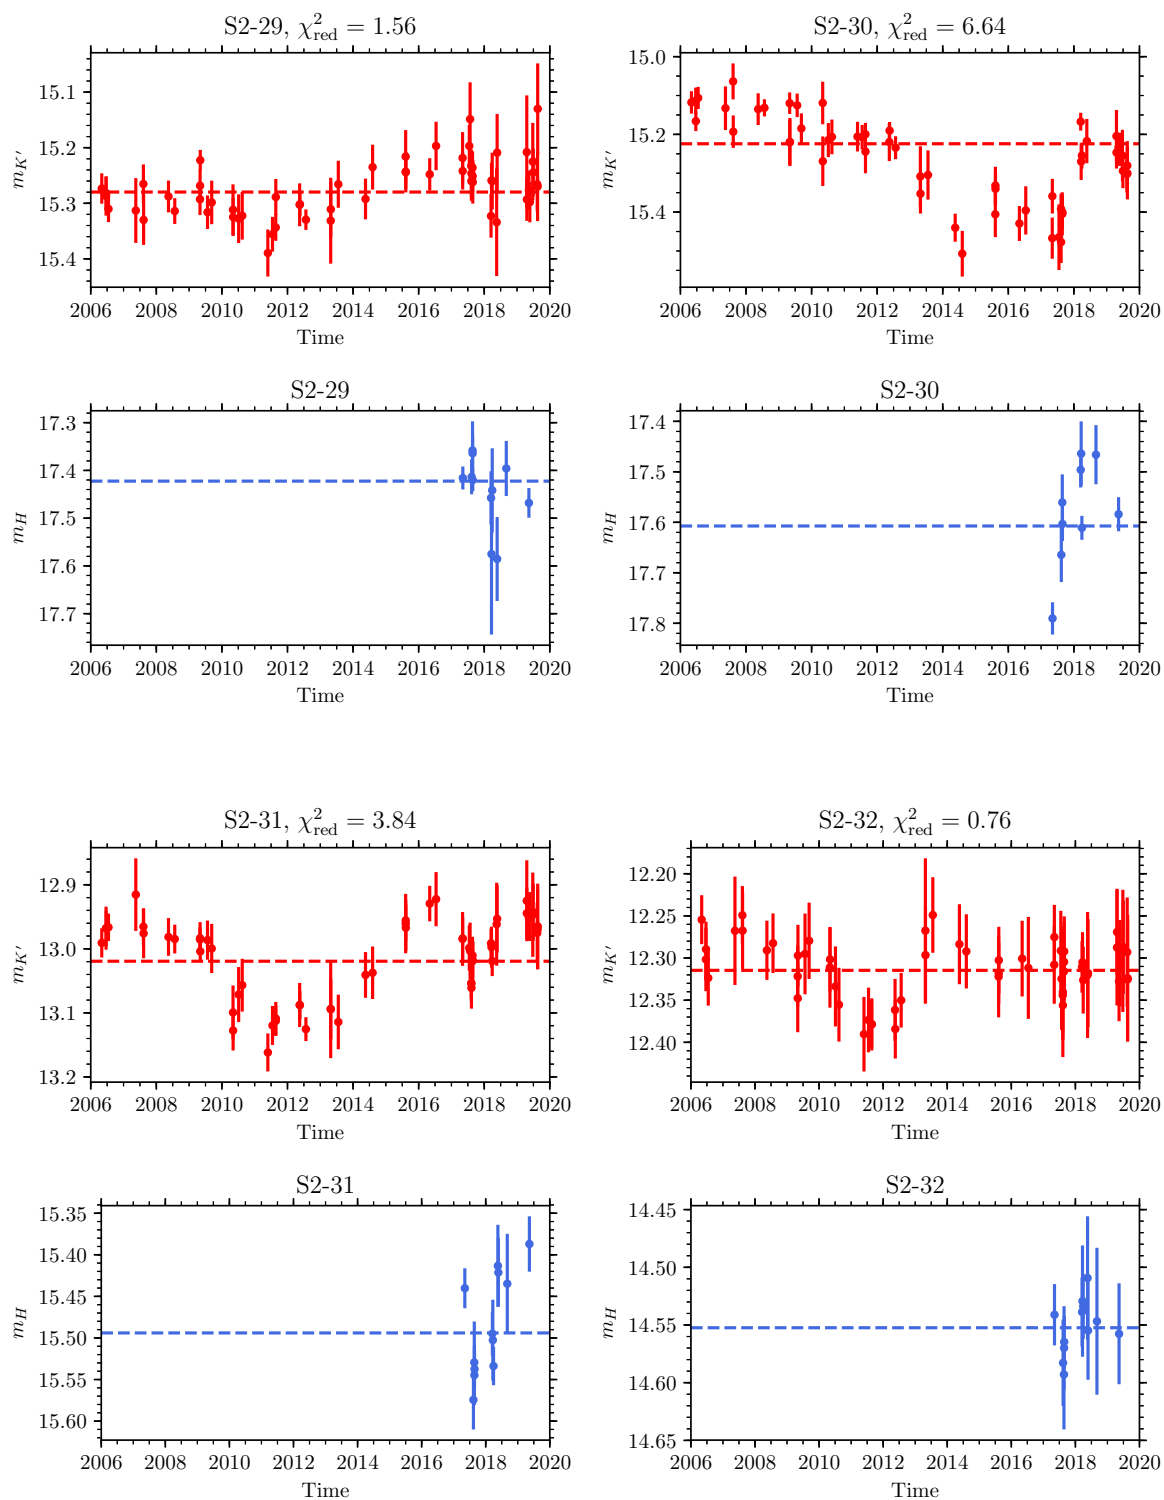 S2-29, χ²red = 1.56
mK′
15.1
15.2
15.3
15.4
2006 2008 2010 2012 2014 2016 2018 2020
Time
S2-30, χ²red = 6.64
mK′
15.0
15.2
15.4
2006 2008 2010 2012 2014 2016 2018 2020
Time
S2-29
mH
17.3
17.4
17.5
17.6
17.7
2006 2008 2010 2012 2014 2016 2018 2020
Time
S2-30
mH
17.4
17.5
17.6
17.7
17.8
2006 2008 2010 2012 2014 2016 2018 2020
Time
S2-31, χ²red = 3.84
mK′
12.9
13.0
13.1
13.2
2006 2008 2010 2012 2014 2016 2018 2020
Time
S2-32, χ²red = 0.76
mK′
12.20
12.25
12.30
12.35
12.40
2006 2008 2010 2012 2014 2016 2018 2020
Time
S2-31
mH
15.35
15.40
15.45
15.50
15.55
15.60
2006 2008 2010 2012 2014 2016 2018 2020
Time
S2-32
mH
14.45
14.50
14.55
14.60
14.65
2006 2008 2010 2012 2014 2016 2018 2020
Time